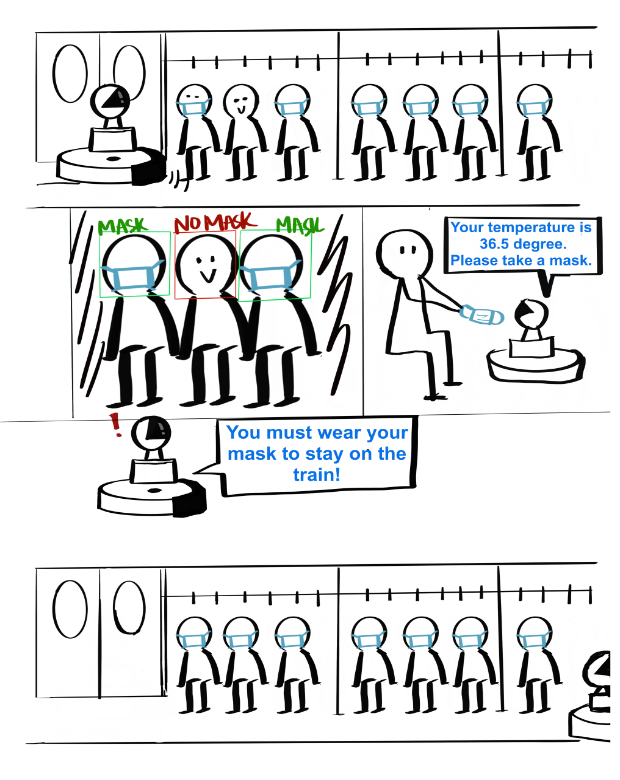 MASK
NO MASK
MASK
Your temperature is
36.5 degree.
Please take a mask.
!
You must wear your
mask to stay on the
train!